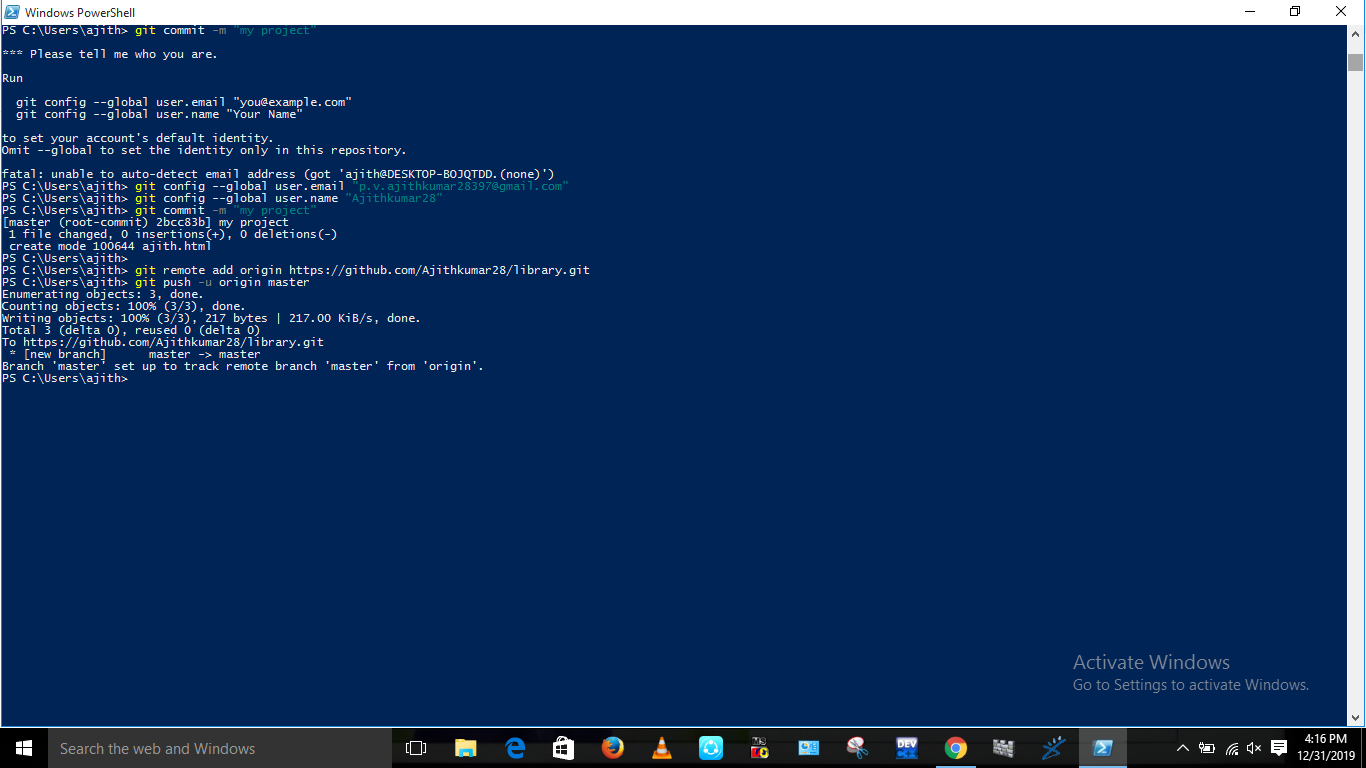 Windows PowerShell
PS C:\Users\ajith> git commit -m "my project"
*** Please tell me who you are.
Run
git config --global user.email "you@example.com"
git config --global user.name "Your Name"
to set your account's default identity.
Omit --global to set the identity only in this repository.
fatal: unable to auto-detect email address (got 'ajith@DESKTOP-BOJQTDD.(none)')
PS C:\Users\ajith> git config --global user.email "p.v.ajithkumar28397@gmail.com"
PS C:\Users\ajith> git config --global user.name "Ajithkumar28"
PS C:\Users\ajith> git commit -m "my project"
[master (root-commit) 2bcc83b] my project
1 file changed, 0 insertions(+), 0 deletions(-)
create mode 100644 ajith.html
PS C:\Users\ajith>
PS C:\Users\ajith> git remote add origin https://github.com/Ajithkumar28/library.git
PS C:\Users\ajith> git push -u origin master
Enumerating objects: 3, done.
Counting objects: 100% (3/3), done.
Writing objects: 100% (3/3), 217 bytes | 217.00 KiB/s, done.
Total 3 (delta 0), reused 0 (delta 0)
To https://github.com/Ajithkumar28/library.git
* [new branch]      master -> master
Branch 'master' set up to track remote branch 'master' from 'origin'.
PS C:\Users\ajith>
Activate Windows
Go to Settings to activate Windows.
Search the web and Windows
DEV
4:16 PM
12/31/2019